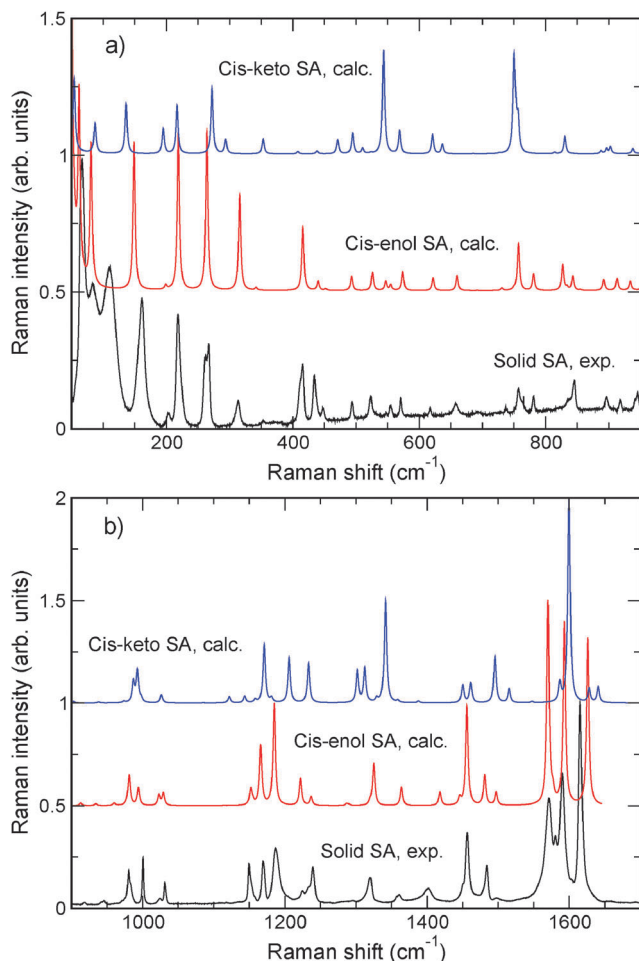 1.5
a)
Cis-keto SA, calc.
1
Cis-enol SA, calc.
0.5
Solid SA, exp.
0
200 400 600 800
Raman intensity (arb. units)
Raman shift (cm-1)
2
b)
1.5
Cis-keto SA, calc.
1
Cis-enol SA, calc.
0.5
Solid SA, exp.
0
1000 1200 1400 1600
Raman intensity (arb. units)
Raman shift (cm-1)